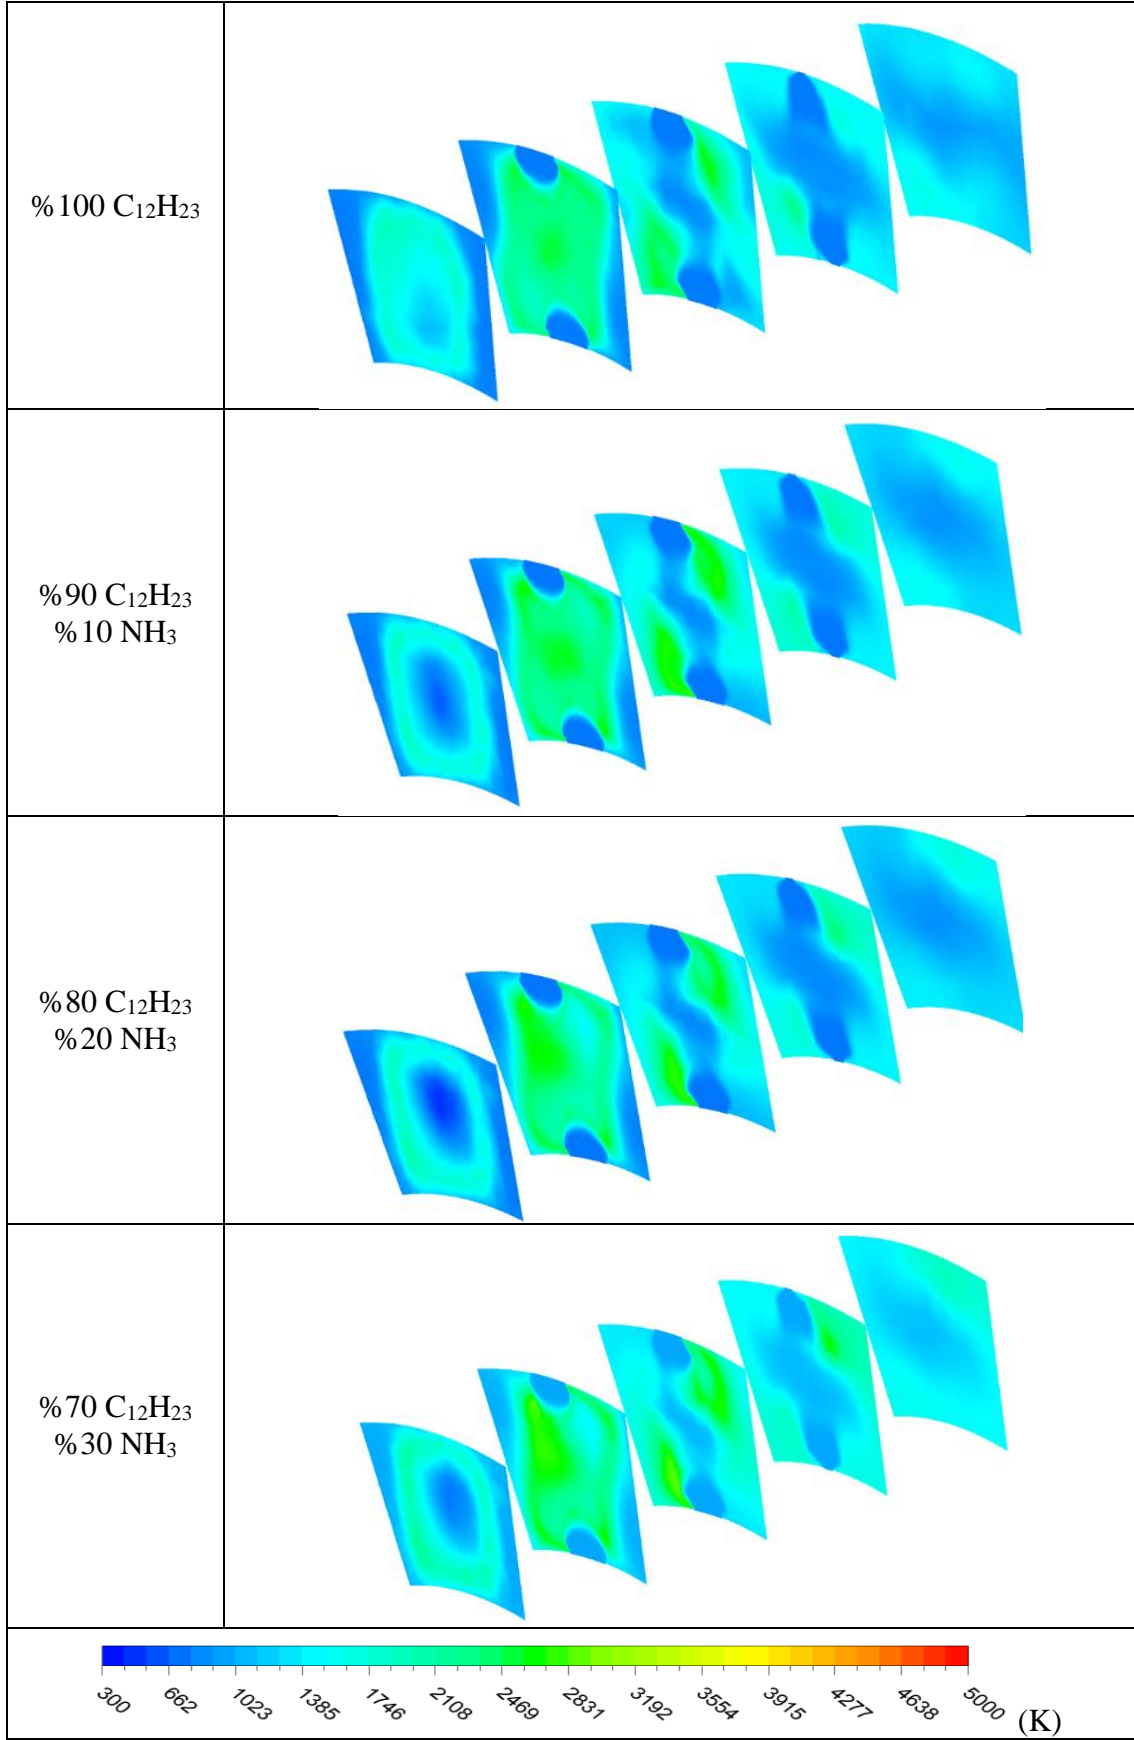 %100 C₁₂H₂₃
%90 C₁₂H₂₃
%10 NH₃
%80 C₁₂H₂₃
%20 NH₃
%70 C₁₂H₂₃
%30 NH₃
300 662 1023 1385 1746 2108 2469 2831 3192 3554 3915 4277 4638 5000 (K)